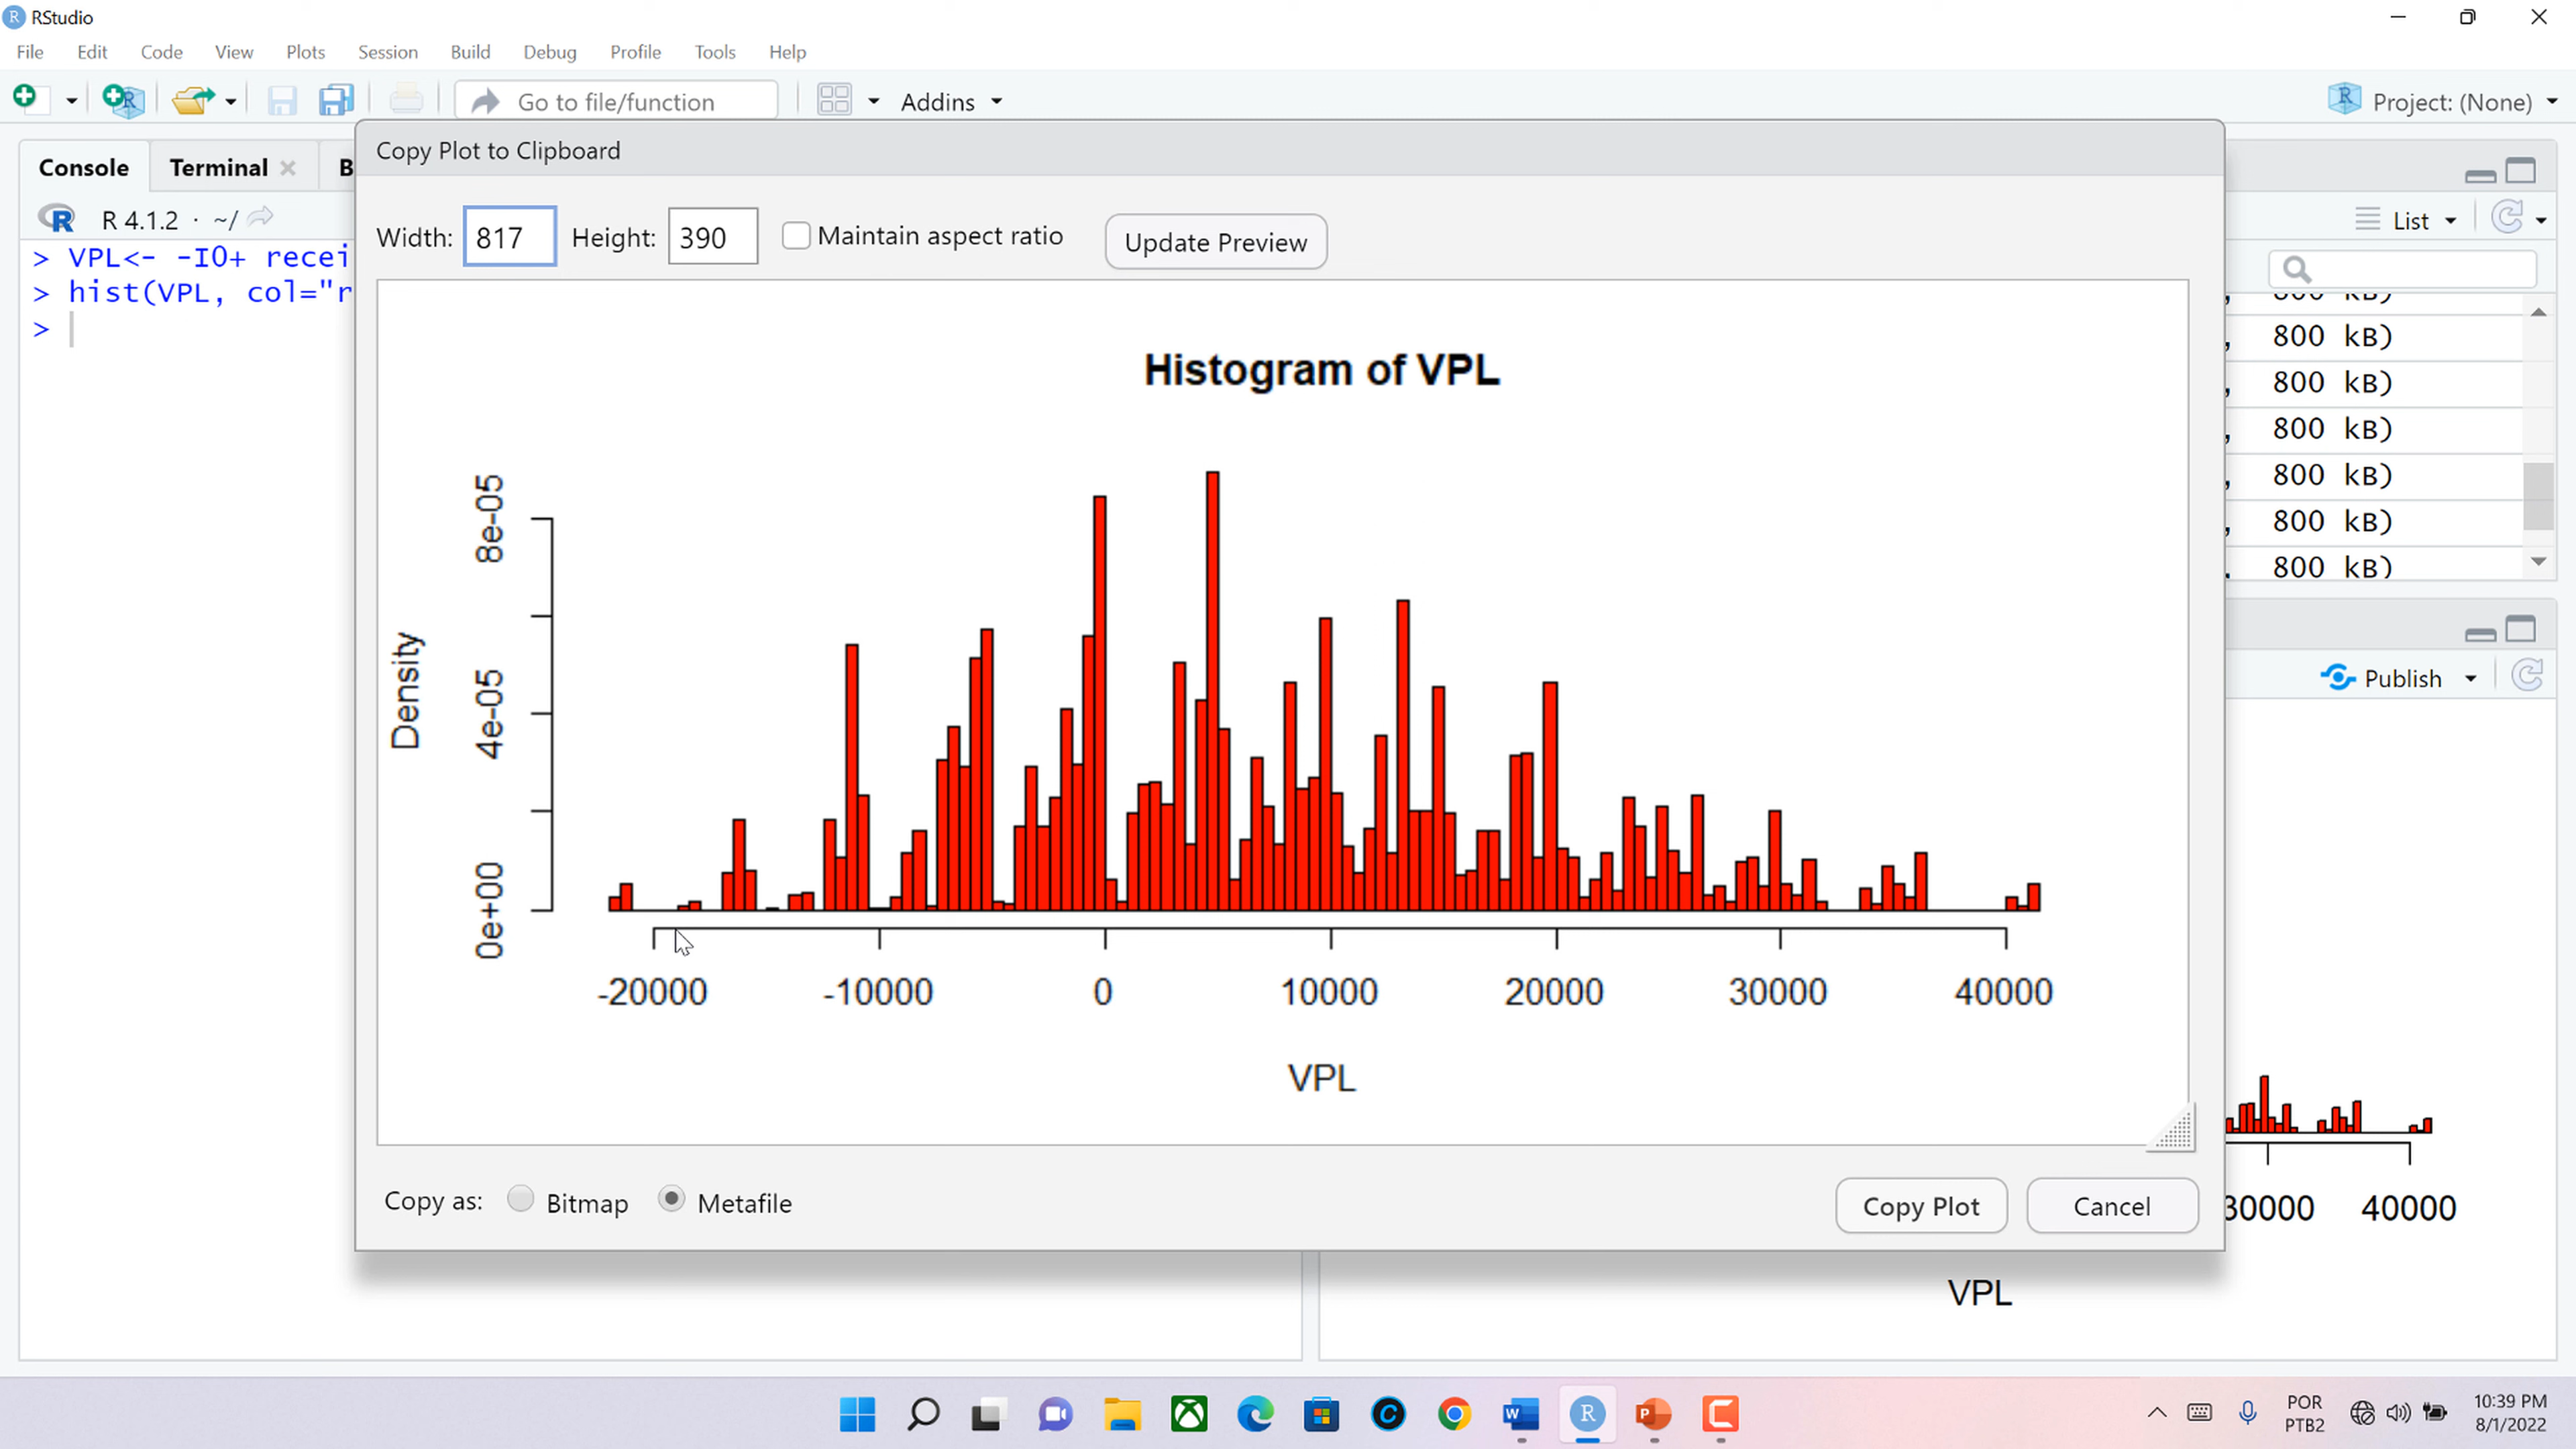 RStudio
File Edit Code View Plots Session Build Debug Profile Tools Help
Go to file/function Addins Project: (None)
Copy Plot to Clipboard
Console Terminal B
Width: 817 Height: 390 Maintain aspect ratio Update Preview
R 4.1.2 · ~/
List
> VPL<- -I0+ recei
> hist(VPL, col="r
>
, 800 kB)
, 800 kB)
, 800 kB)
, 800 kB)
, 800 kB)
, 800 kB)
, 800 kB)
Publish
Histogram of VPL
Density
8e-05
4e-05
0e+00
-20000 -10000 0 10000 20000 30000 40000
VPL
Copy as: Bitmap Metafile Copy Plot Cancel
30000 40000
VPL
POR
PTB2
10:39 PM
8/1/2022